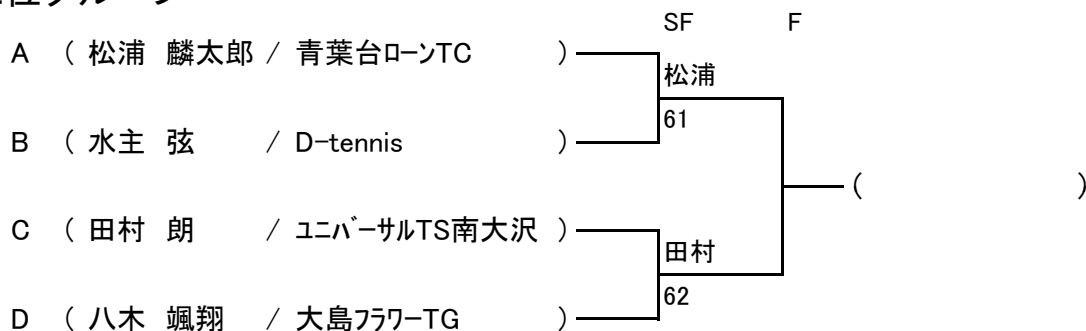 グループ
SF F
A ( 松浦 麟太郎 / 青葉台ローンTC )
松浦
61
B ( 水主 弦 / D-tennis )
( )
C ( 田村 朗 / ユニバーサルTS南大沢 )
田村
62
D ( 八木 颯翔 / 大島フラワーTG )